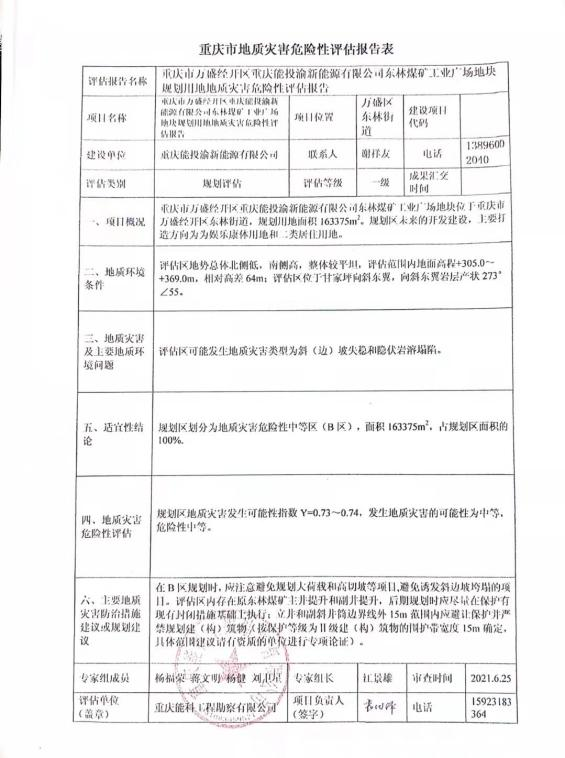 重庆市地质灾害危险性评估报告表
评估报告名称
重庆市万盛经开区重庆能投渝新能源有限公司东林煤矿工业广场地块
规划用地地质灾害危险性评估报告
项目名称
重庆市万盛经开区重庆能投渝新
能源有限公司东林煤矿工业广场
地块规划用地地质灾害危险性评
估报告
项目位置
万盛区
东林街
道
建设项目
代码
建设单位
重庆能投渝新能源有限公司
联系人
谢祥友
电话
1389600
2040
评估类别
规划评估
评估等级
一级
成果汇交
时间
一、项目概况
重庆市万盛经开区重庆能投渝新能源有限公司东林煤矿工业广场地块位于重庆市
万盛经开区东林街道，规划用地面积 163375m²。规划区未来的开发建设，主要打
造方向为为娱乐康体用地和二类居住用地。
二、地质环境
条件
评估区地势总体北侧低，南侧高，整体较平坦，评估范围内地面高程+305.0～
+369.0m，相对高差 64m；评估区位于甘家坪向斜东翼，向斜东翼岩层产状 273°
∠55。
三、地质灾害
及主要地质环
境问题
评估区可能发生地质灾害类型为斜（边）坡失稳和隐伏岩溶塌陷。
五、适宜性结
论
规划区划分为地质灾害危险性中等区（B 区），面积 163375m²，占规划区面积的
100%.
四、地质灾害
危险性评估
规划区地质灾害发生可能性指数 Y=0.73～0.74，发生地质灾害的可能性为中等，
危险性中等。
六、主要地质
灾害防治措施
建议或规划建
议
在 B 区规划时，应注意避免规划大荷载和高切坡等项目,避免诱发斜边坡垮塌的项
目。评估区内存在原东林煤矿主井提升和副井提升，后期规划时应尽量在保护有
现有封闭措施基础上执行；立井和副斜井筒边界线外 15m 范围内应避让保护并严
禁规划建（构）筑物（按保护等级为Ⅱ级建（构）筑物的围护带宽度 15m 确定，
具体范围建议请有资质的单位进行专项论证）。
专家组成员
杨福荣 蒋文明 杨健 刘卫星
专家组长
江景雄
审查时间
2021.6.25
评估单位
（盖章）
重庆能科工程勘察有限公司
项目负责人
（签字）
电话
15923183
364